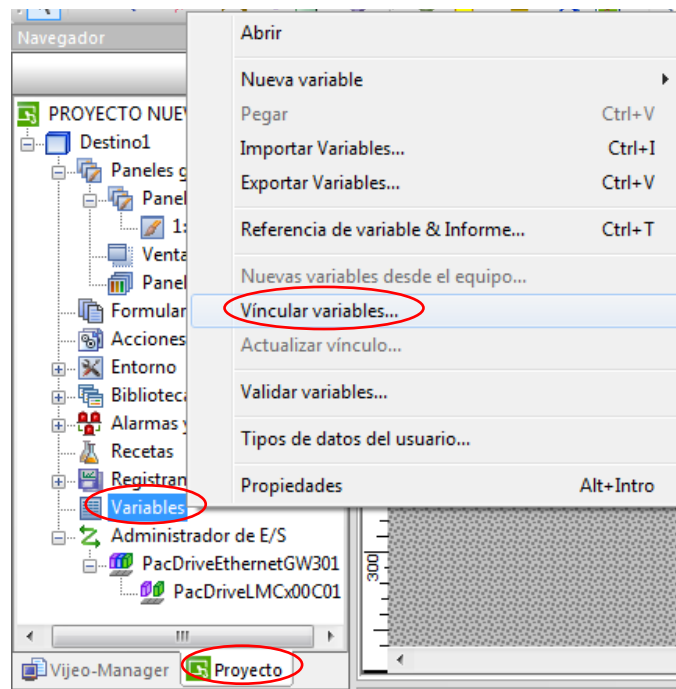 Navegador
PROYECTO NUE
Destino1
Paneles g
Panel
1:
Venta
Panel
Formular
Acciones
Entorno
Biblioteca
Alarmas y
Recetas
Registran
Variables
Administrador de E/S
PacDriveEthernetGW301
PacDriveLMCx00C01
Vijeo-Manager
Proyecto
Abrir
Nueva variable
Pegar Ctrl+V
Importar Variables... Ctrl+I
Exportar Variables... Ctrl+V
Referencia de variable & Informe... Ctrl+T
Nuevas variables desde el equipo...
Víncular variables...
Actualizar vínculo...
Validar variables...
Tipos de datos del usuario...
Propiedades Alt+Intro
300